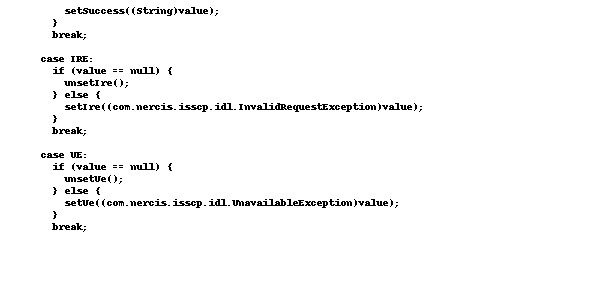 setSuccess((String)value);
}
break;
case IRE:
if (value == null) {
unsetIre();
} else {
setIre((com.nercis.isscp.idl.InvalidRequestException)value);
}
break;
case UE:
if (value == null) {
unsetUe();
} else {
setUe((com.nercis.isscp.idl.UnavailableException)value);
}
break;